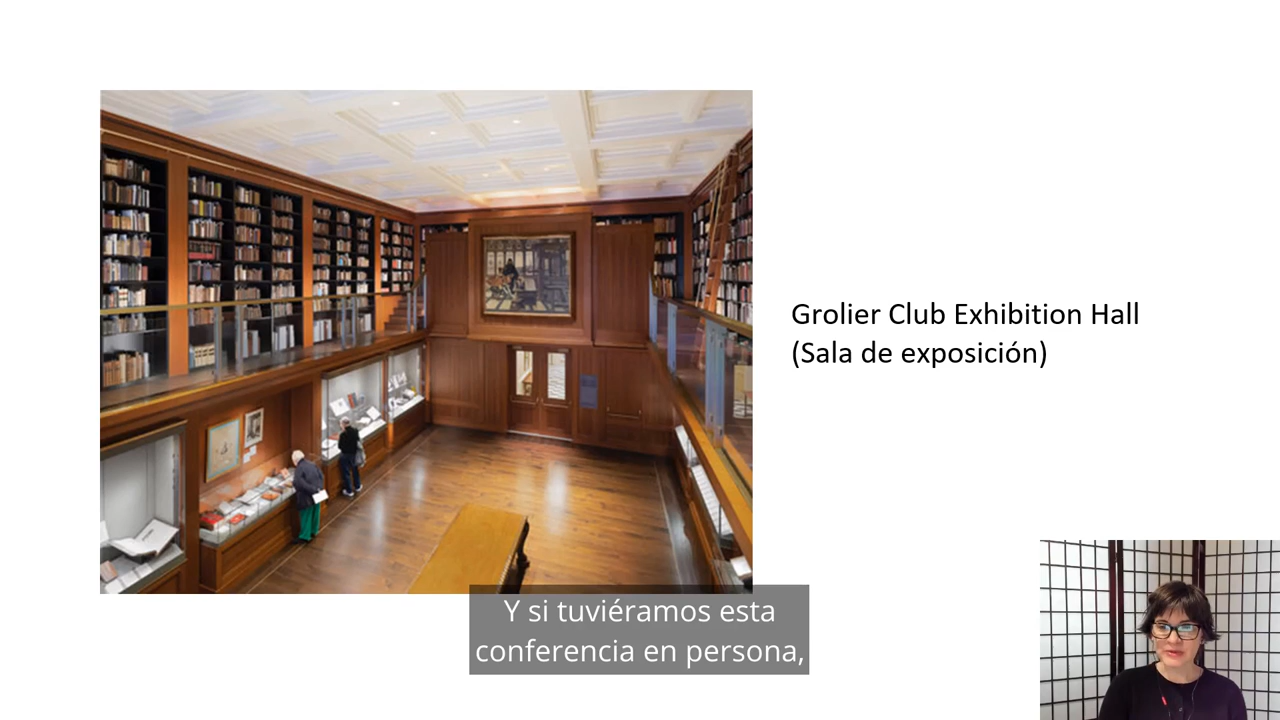 Grolier Club Exhibition Hall
(Sala de exposición)
Y si tuviéramos esta
conferencia en persona,